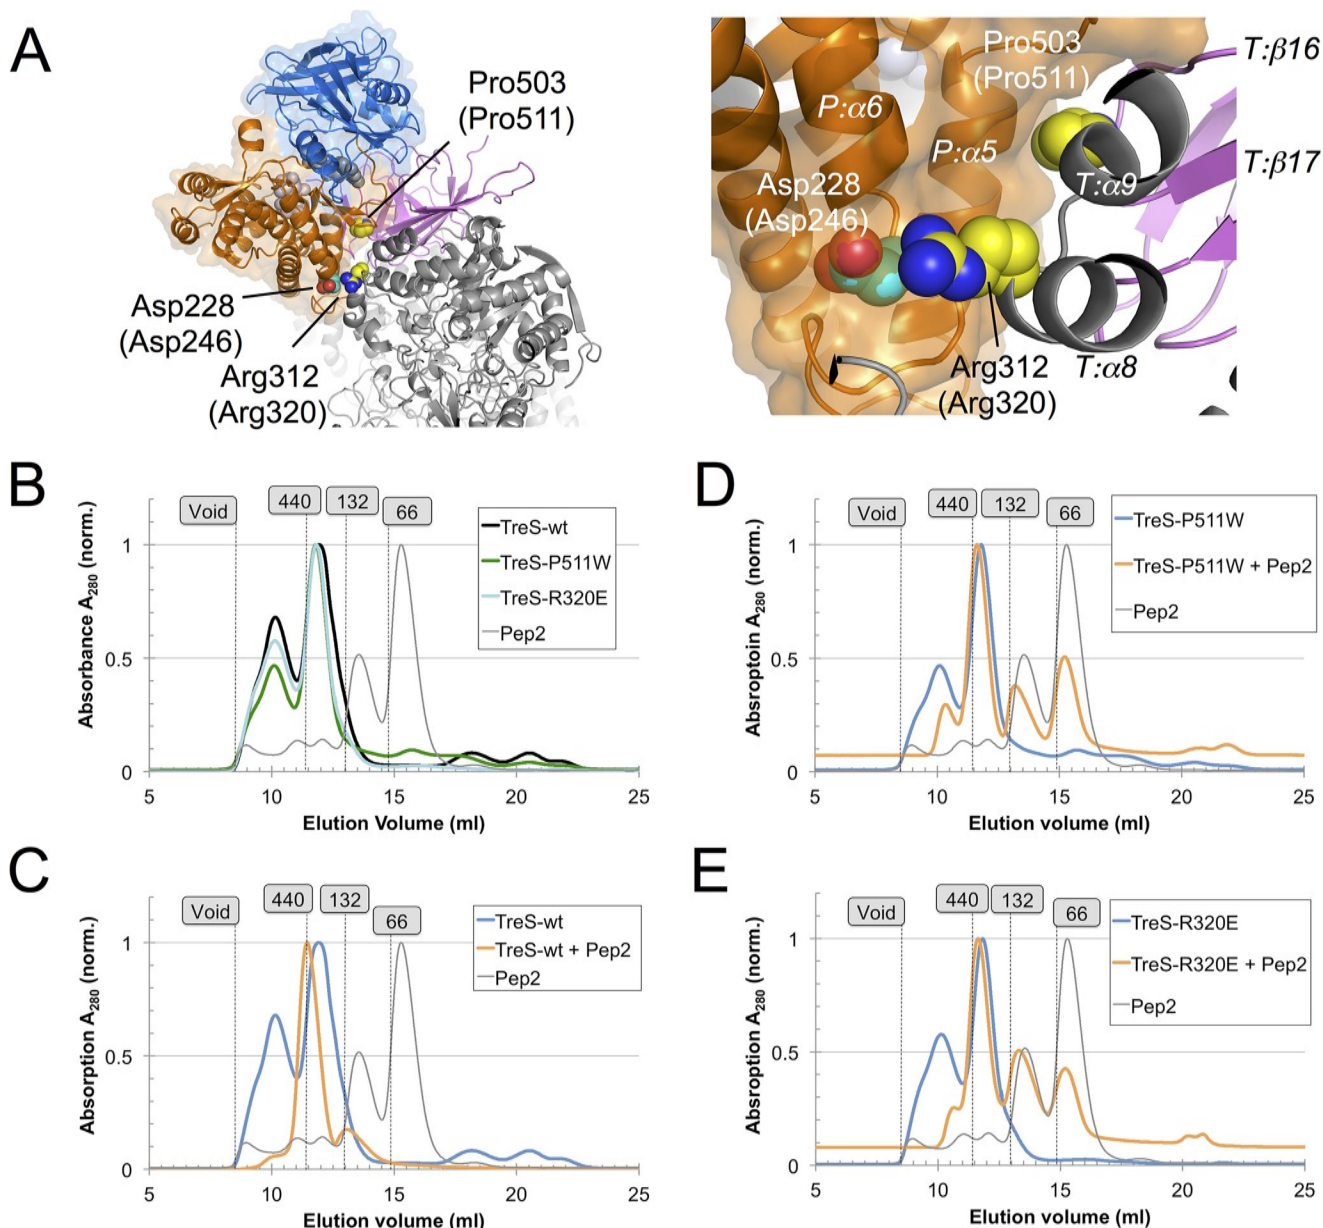 A
Pro503
(Pro511)
Asp228
(Asp246)
Arg312
(Arg320)
Pro503
(Pro511)
T:β16
P:α6
P:α5
T:β17
T:α9
Asp228
(Asp246)
Arg312
(Arg320)
T:α8
B
Void
440
132
66
TreS-wt
TreS-P511W
TreS-R320E
Pep2
Absorbance A280 (norm.)
1
0.5
0
5
10
15
20
25
Elution Volume (ml)
D
Void
440
132
66
TreS-P511W
TreS-P511W + Pep2
Pep2
Absroptoin A280 (norm.)
1
0.5
0
5
10
15
20
25
Elution volume (ml)
C
Void
440
132
66
TreS-wt
TreS-wt + Pep2
Pep2
Absorption A280 (norm.)
1
0.5
0
5
10
15
20
25
Elution volume (ml)
E
Void
440
132
66
TreS-R320E
TreS-R320E + Pep2
Pep2
Absroption A280 (norm.)
1
0.5
0
5
10
15
20
25
Elution volume (ml)